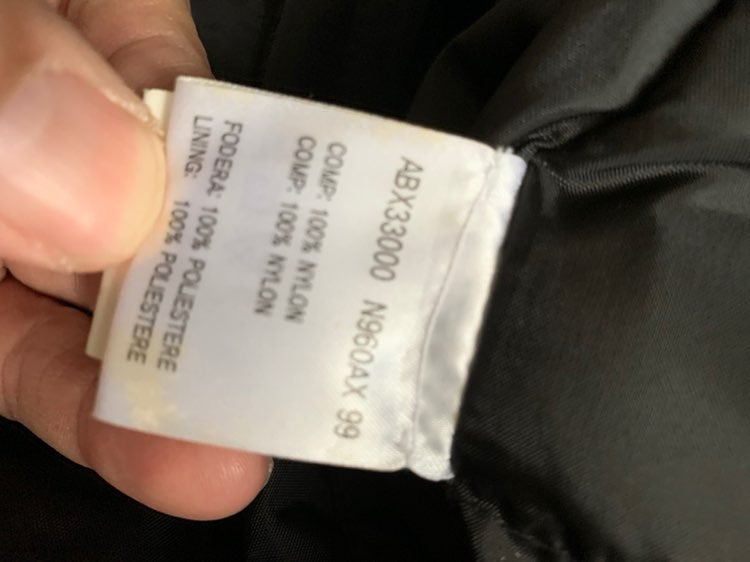 ABX33000 N960AX 99
COMP: 100% NYLON
COMP: 100% NYLON
FODERA: 100% POLIESTERE
LINING: 100% POLIESTERE